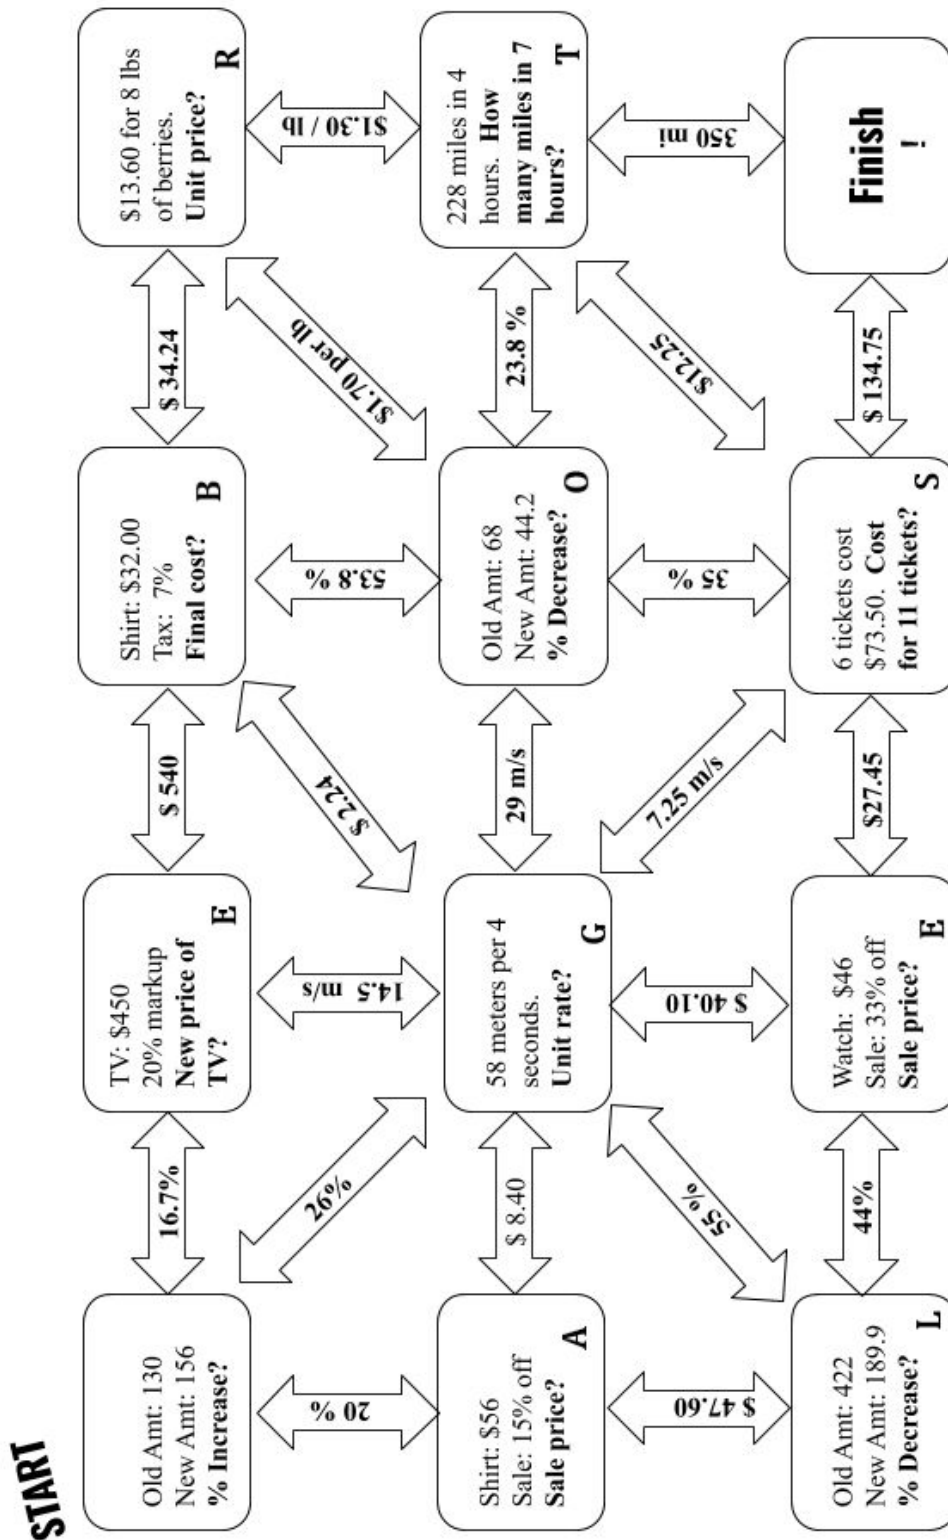 START
Old Amt: 130
New Amt: 156
% Increase?
16.7%
TV: $450
20% markup
New price of
TV?
E
$ 540
Shirt: $32.00
Tax: 7%
Final cost?
B
$ 34.24
$13.60 for 8 lbs
of berries.
Unit price?
R
20 %
26%
14.5 m/s
$ 2.24
53.8 %
$1.70 per lb
$1.30 / lb
Shirt: $56
Sale: 15% off
Sale price?
A
$ 8.40
58 meters per 4
seconds.
Unit rate?
G
29 m/s
Old Amt: 68
New Amt: 44.2
% Decrease?
O
23.8 %
228 miles in 4
hours. How
many miles in 7
hours?
T
$ 47.60
55 %
$ 40.10
7.25 m/s
35 %
$12.25
350 mi
Old Amt: 422
New Amt: 189.9
% Decrease?
L
44%
Watch: $46
Sale: 33% off
Sale price?
E
$27.45
6 tickets cost
$73.50. Cost
for 11 tickets?
S
$ 134.75
Finish
!